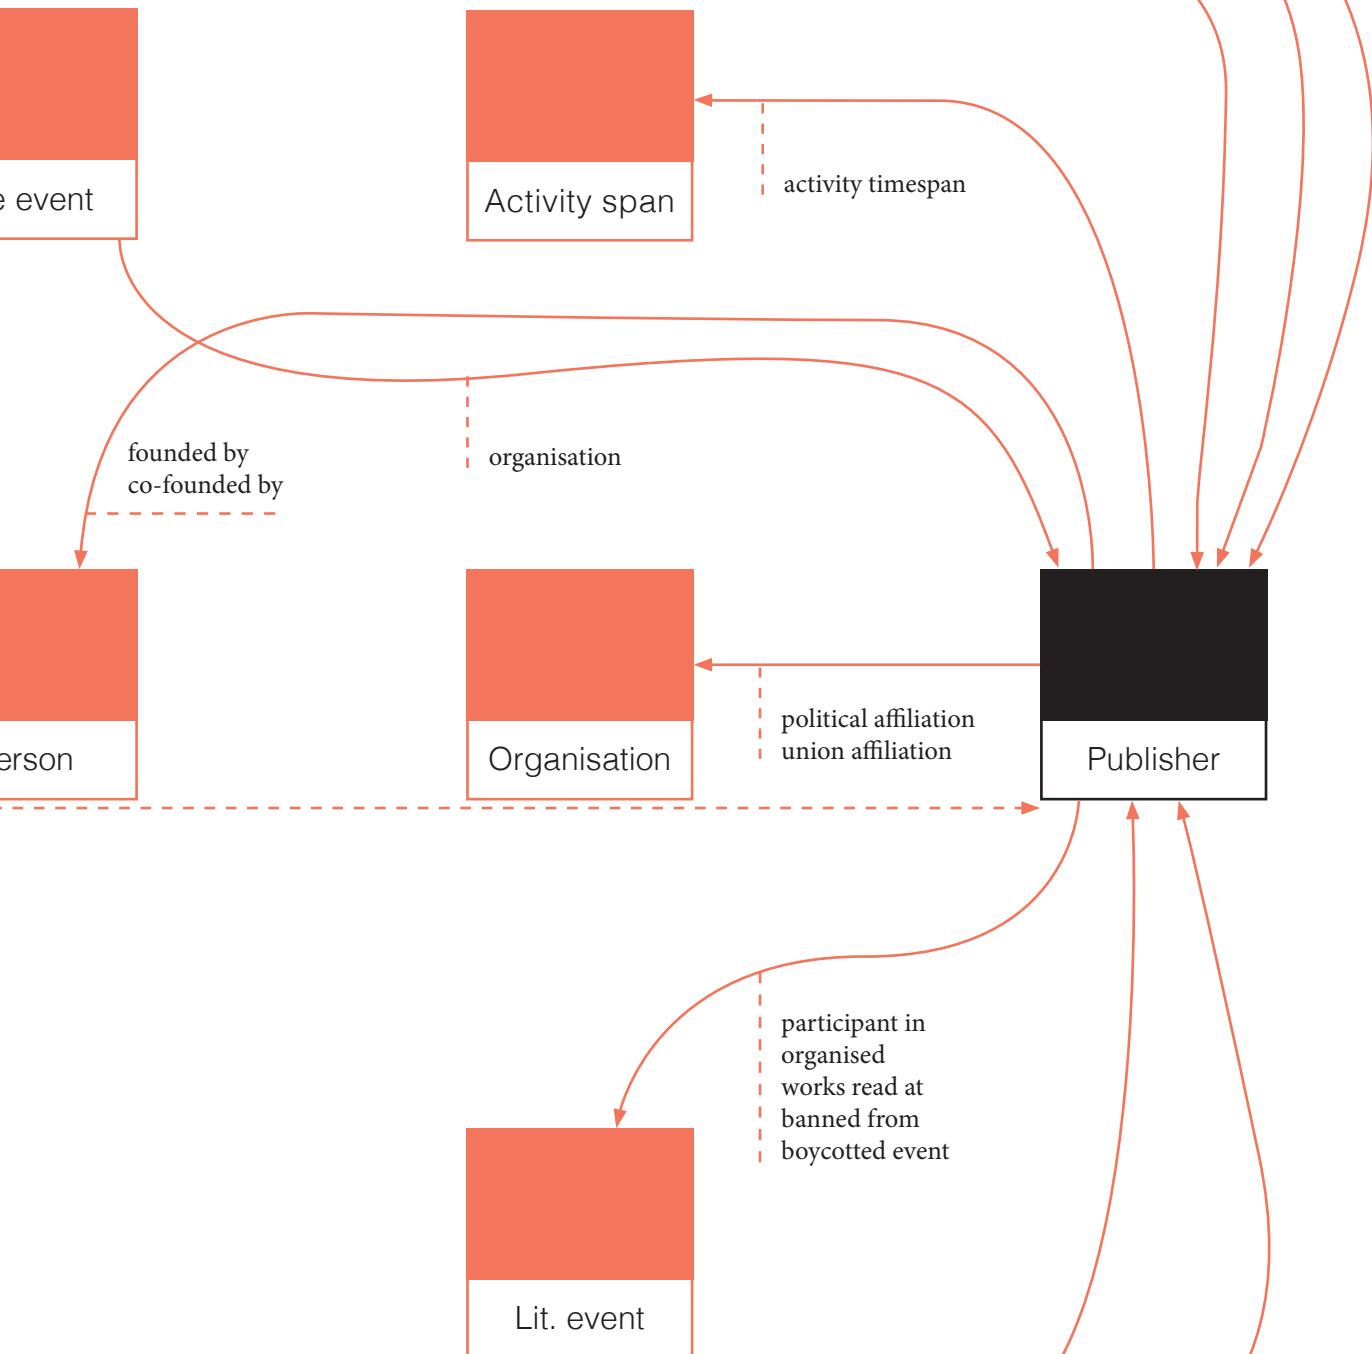 e event
Activity span
activity timespan
founded by
co-founded by
organisation
erson
Organisation
political affiliation
union affiliation
Publisher
participant in
organised
works read at
banned from
boycotted event
Lit. event